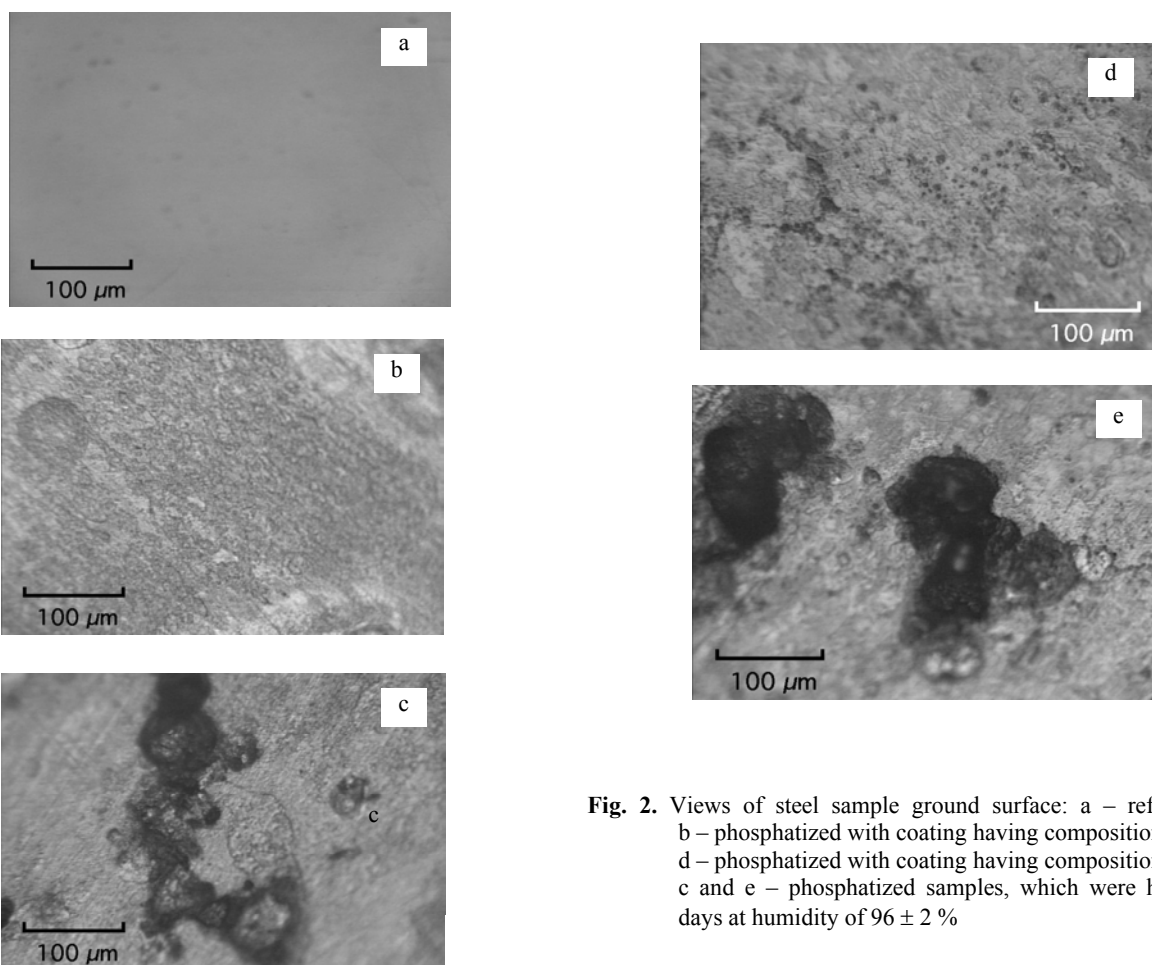 a
100 µm
b
100 µm
c
c
100 µm
d
100 µm
e
100 µm
Fig. 2. Views of steel sample ground surface: a – ref
b – phosphatized with coating having composition
d – phosphatized with coating having composition
c and e – phosphatized samples, which were h
days at humidity of 96 ± 2 %